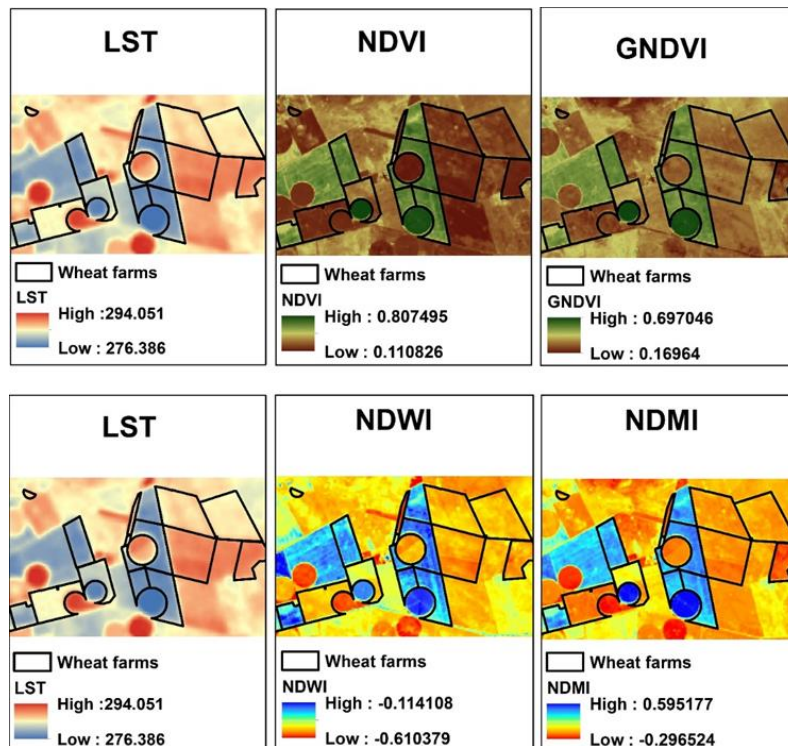 LST
Wheat farms
LST
High :294.051
Low : 276.386
NDVI
Wheat farms
NDVI
High : 0.807495
Low : 0.110826
GNDVI
Wheat farms
GNDVI
High : 0.697046
Low : 0.16964
LST
Wheat farms
LST
High :294.051
Low : 276.386
NDWI
Wheat farms
NDWI
High : -0.114108
Low : -0.610379
NDMI
Wheat farms
NDMI
High : 0.595177
Low : -0.296524